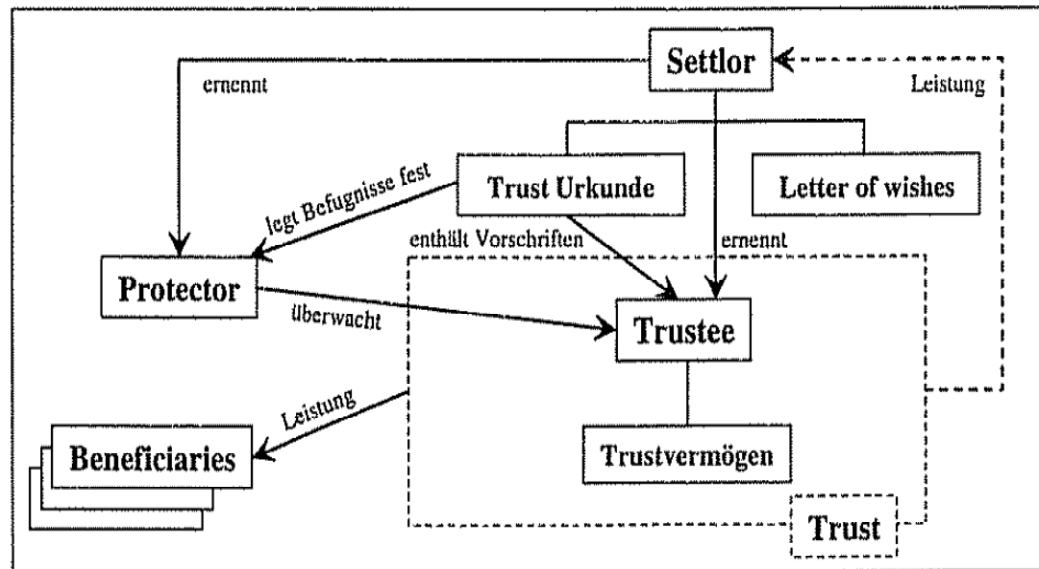 Settlor
ernennt
Leistung
Trust Urkunde
Letter of wishes
legt Befugnisse fest
enthält Vorschriften
ernennt
Protector
überwacht
Trustee
Leistung
Beneficiaries
Trustvermögen
Trust